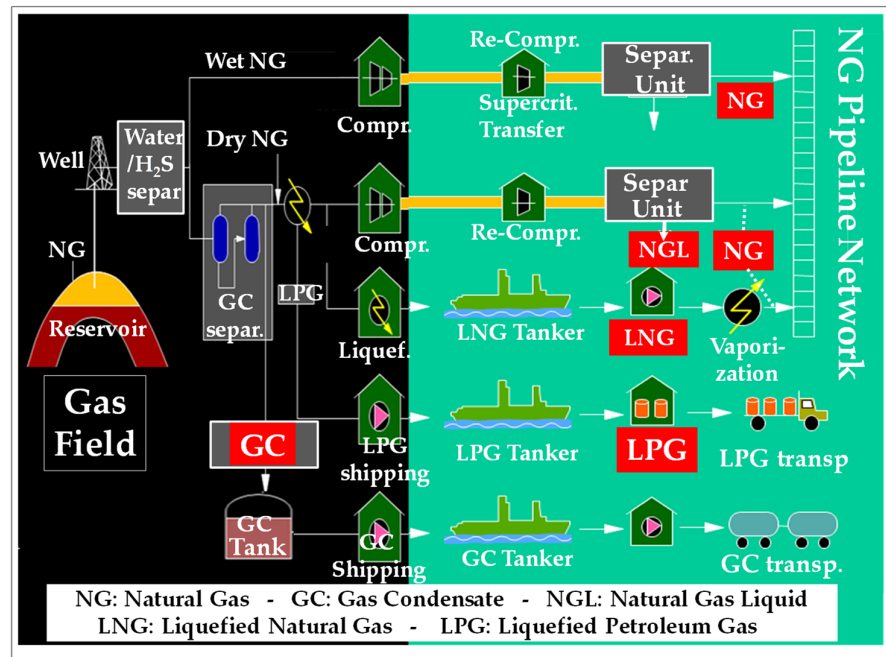 Wet NG
Compr.
Re-Compr.
Supercrit.
Transfer
Separ.
Unit
NG
NG Pipeline Network
Well
Water
/H₂S
separ
Dry NG
Compr.
Re-Compr.
Separ
Unit
NGL
NG
NG
Reservoir
GC
separ.
LPG
Liquef.
LNG Tanker
LNG
Vapori-
zation
Gas
Field
GC
LPG
shipping
LPG Tanker
LPG
LPG transp
GC
Tank
GC
Shipping
GC Tanker
GC transp.
NG: Natural Gas - GC: Gas Condensate - NGL: Natural Gas Liquid
LNG: Liquefied Natural Gas - LPG: Liquefied Petroleum Gas